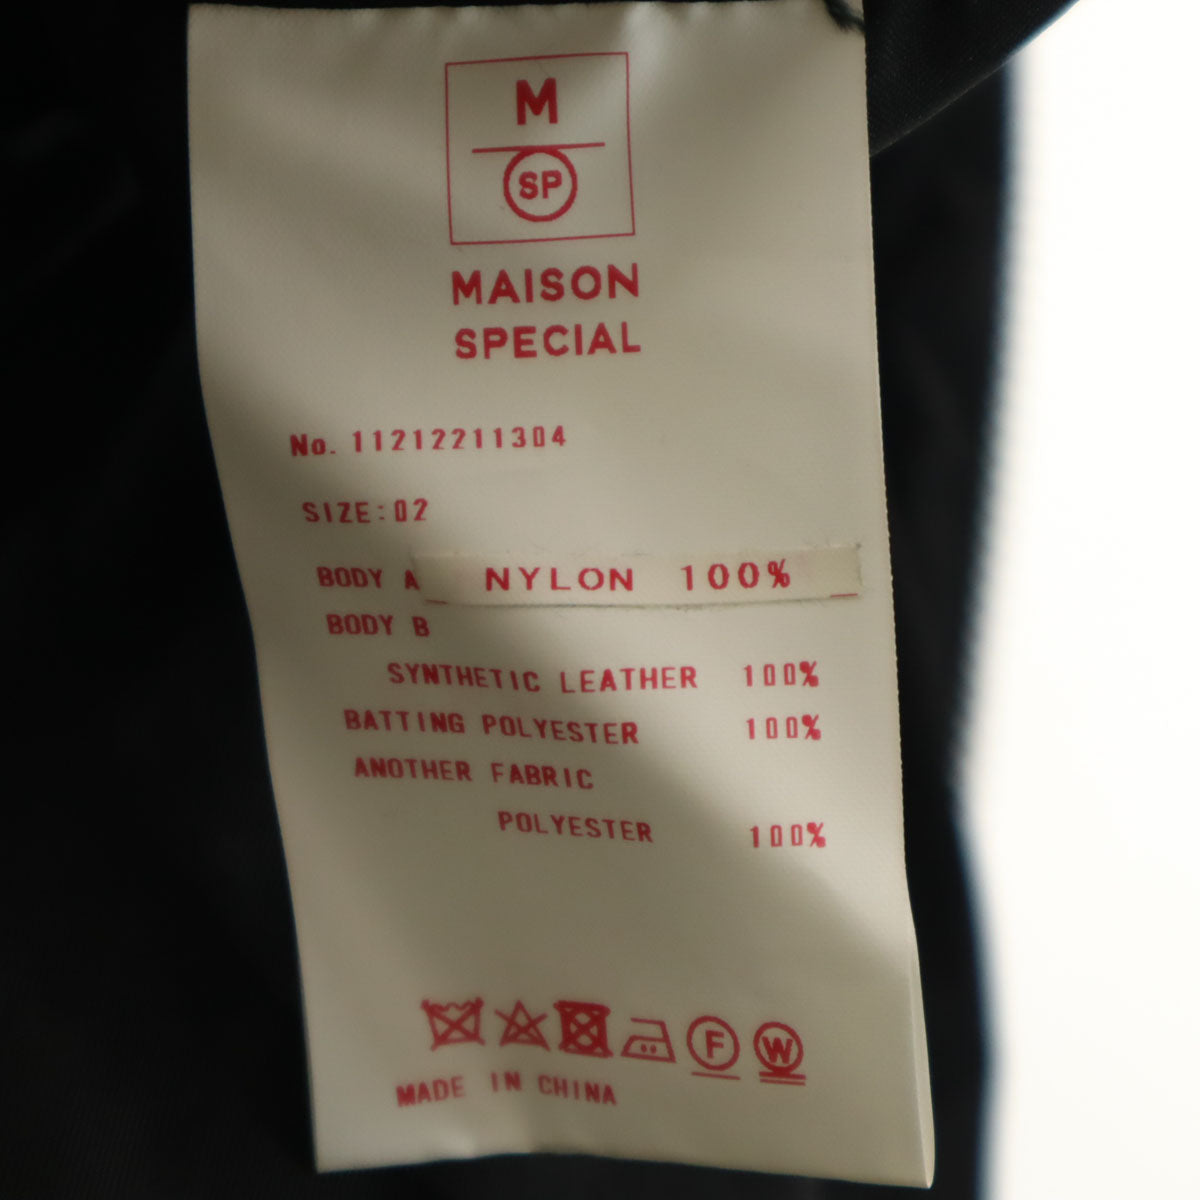 M
SP
MAISON
SPECIAL
No. 11212211304
SIZE:02
BODY A NYLON 100%
BODY B
SYNTHETIC LEATHER 100%
BATTING POLYESTER 100%
ANOTHER FABRIC
POLYESTER 100%
F W
MADE IN CHINA